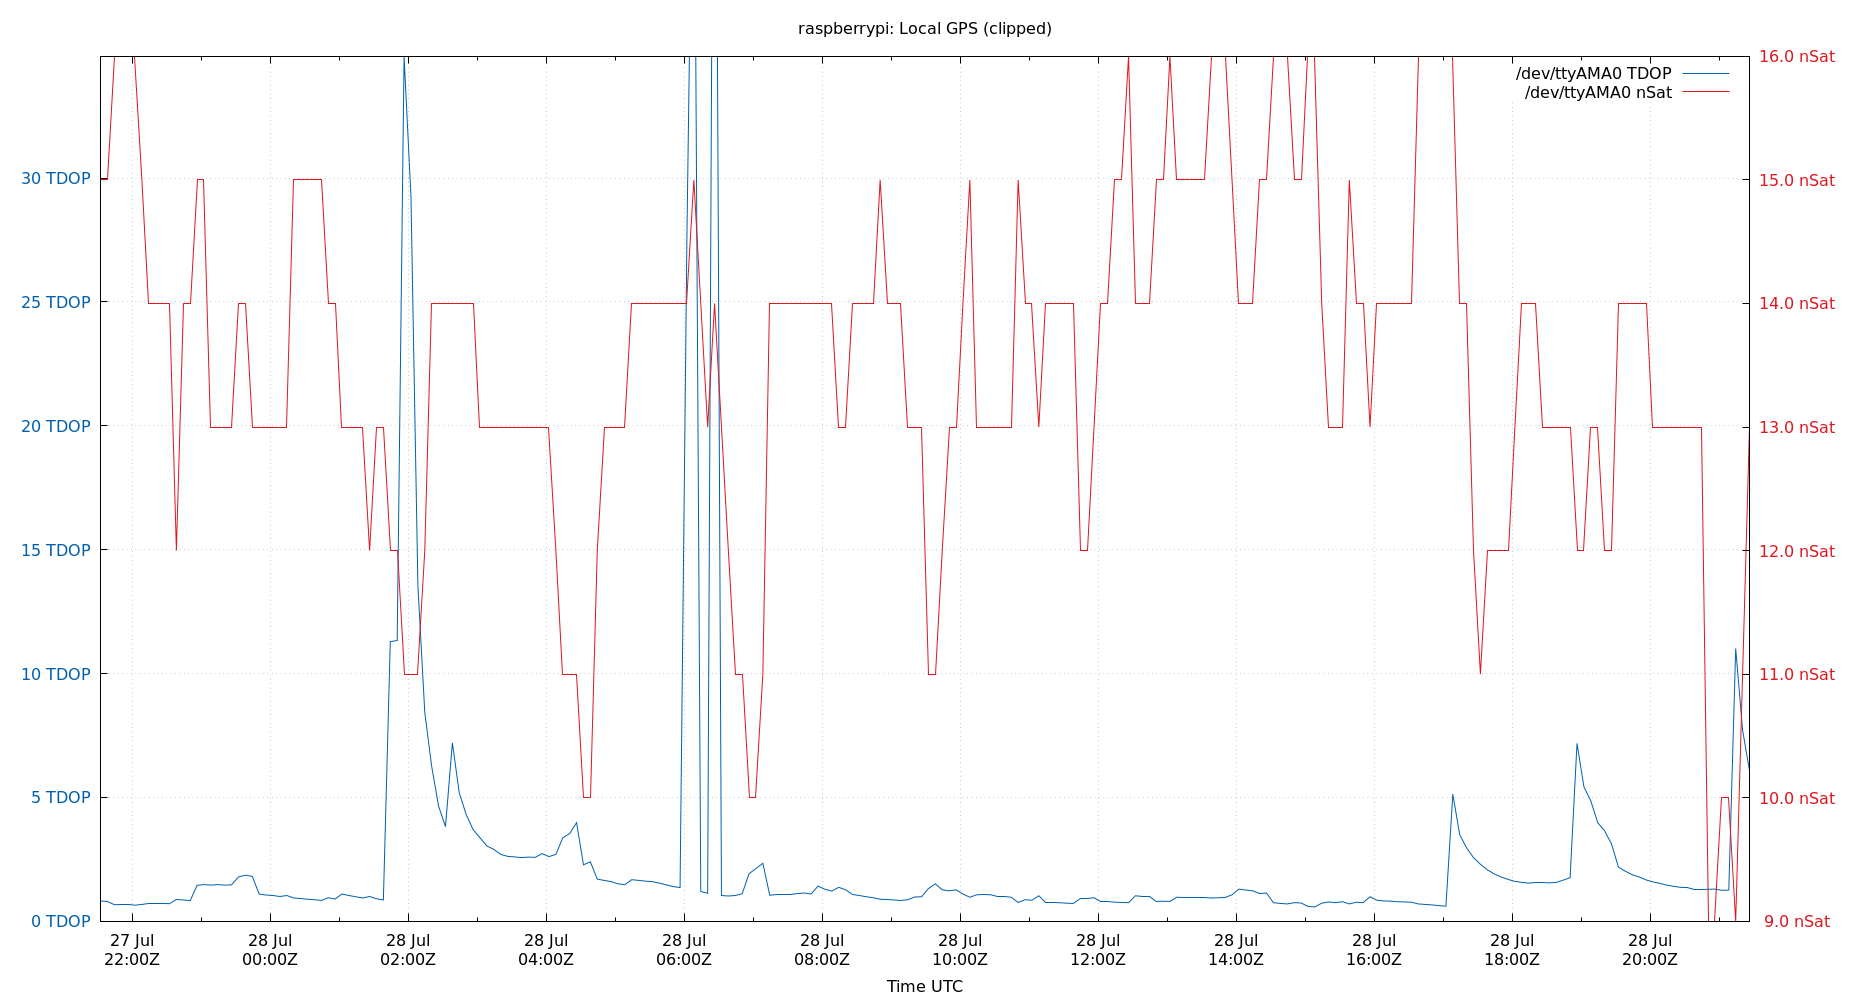 raspberrypi: Local GPS (clipped)
/dev/ttyAMA0 TDOP
/dev/ttyAMA0 nSat
30 TDOP
25 TDOP
20 TDOP
15 TDOP
10 TDOP
5 TDOP
0 TDOP
16.0 nSat
15.0 nSat
14.0 nSat
13.0 nSat
12.0 nSat
11.0 nSat
10.0 nSat
9.0 nSat
27 Jul
22:00Z
28 Jul
00:00Z
28 Jul
02:00Z
28 Jul
04:00Z
28 Jul
06:00Z
28 Jul
08:00Z
28 Jul
10:00Z
28 Jul
12:00Z
28 Jul
14:00Z
28 Jul
16:00Z
28 Jul
18:00Z
28 Jul
20:00Z
Time UTC